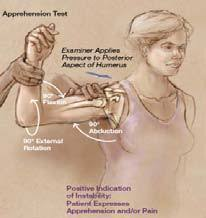 Apprehension Test
Examiner Applies
Pressure to Posterior
Aspect of Humerus
90°
Flexion
90°
Abduction
90° External
Rotation
Positive Indication
of Instability:
Patient Expresses
Apprehension and/or Pain